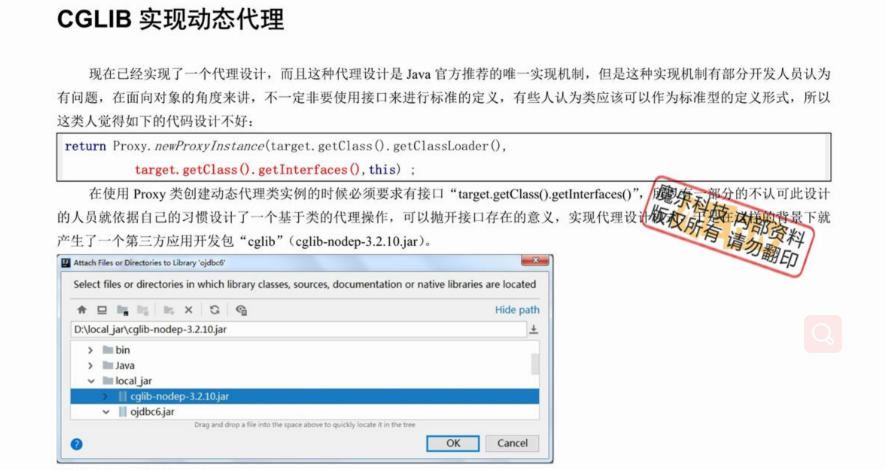 CGLIB 实现动态代理
现在已经实现了一个代理设计，而且这种代理设计是 Java 官方推荐的唯一实现机制，但是这种实现机制有部分开发人员认为
有问题，在面向对象的角度来讲，不一定非要使用接口来进行标准的定义，有些人认为类应该可以作为标准型的定义形式，所以
这类人觉得如下的代码设计不好：
return Proxy.newProxyInstance(target.getClass().getClassLoader(),
target.getClass().getInterfaces(),this) ;
在使用 Proxy 类创建动态代理类实例的时候必须要求有接口“target.getClass().getInterfaces()”，一部分的不认可此设计
的人员就依据自己的习惯设计了一个基于类的代理操作，可以抛开接口存在的意义，实现代理设计的背景下就
产生了一个第三方应用开发包“cglib”（cglib-nodep-3.2.10.jar）。
魔乐科技 内部资料
版权所有 请勿翻印
Attach Files or Directories to Library 'ojdbc6'
Select files or directories in which library classes, sources, documentation or native libraries are located
Hide path
D:\local_jar\cglib-nodep-3.2.10.jar
bin
Java
local_jar
cglib-nodep-3.2.10.jar
ojdbc6.jar
Drag and drop a file into the space above to quickly locate it in the tree
?
OK
Cancel